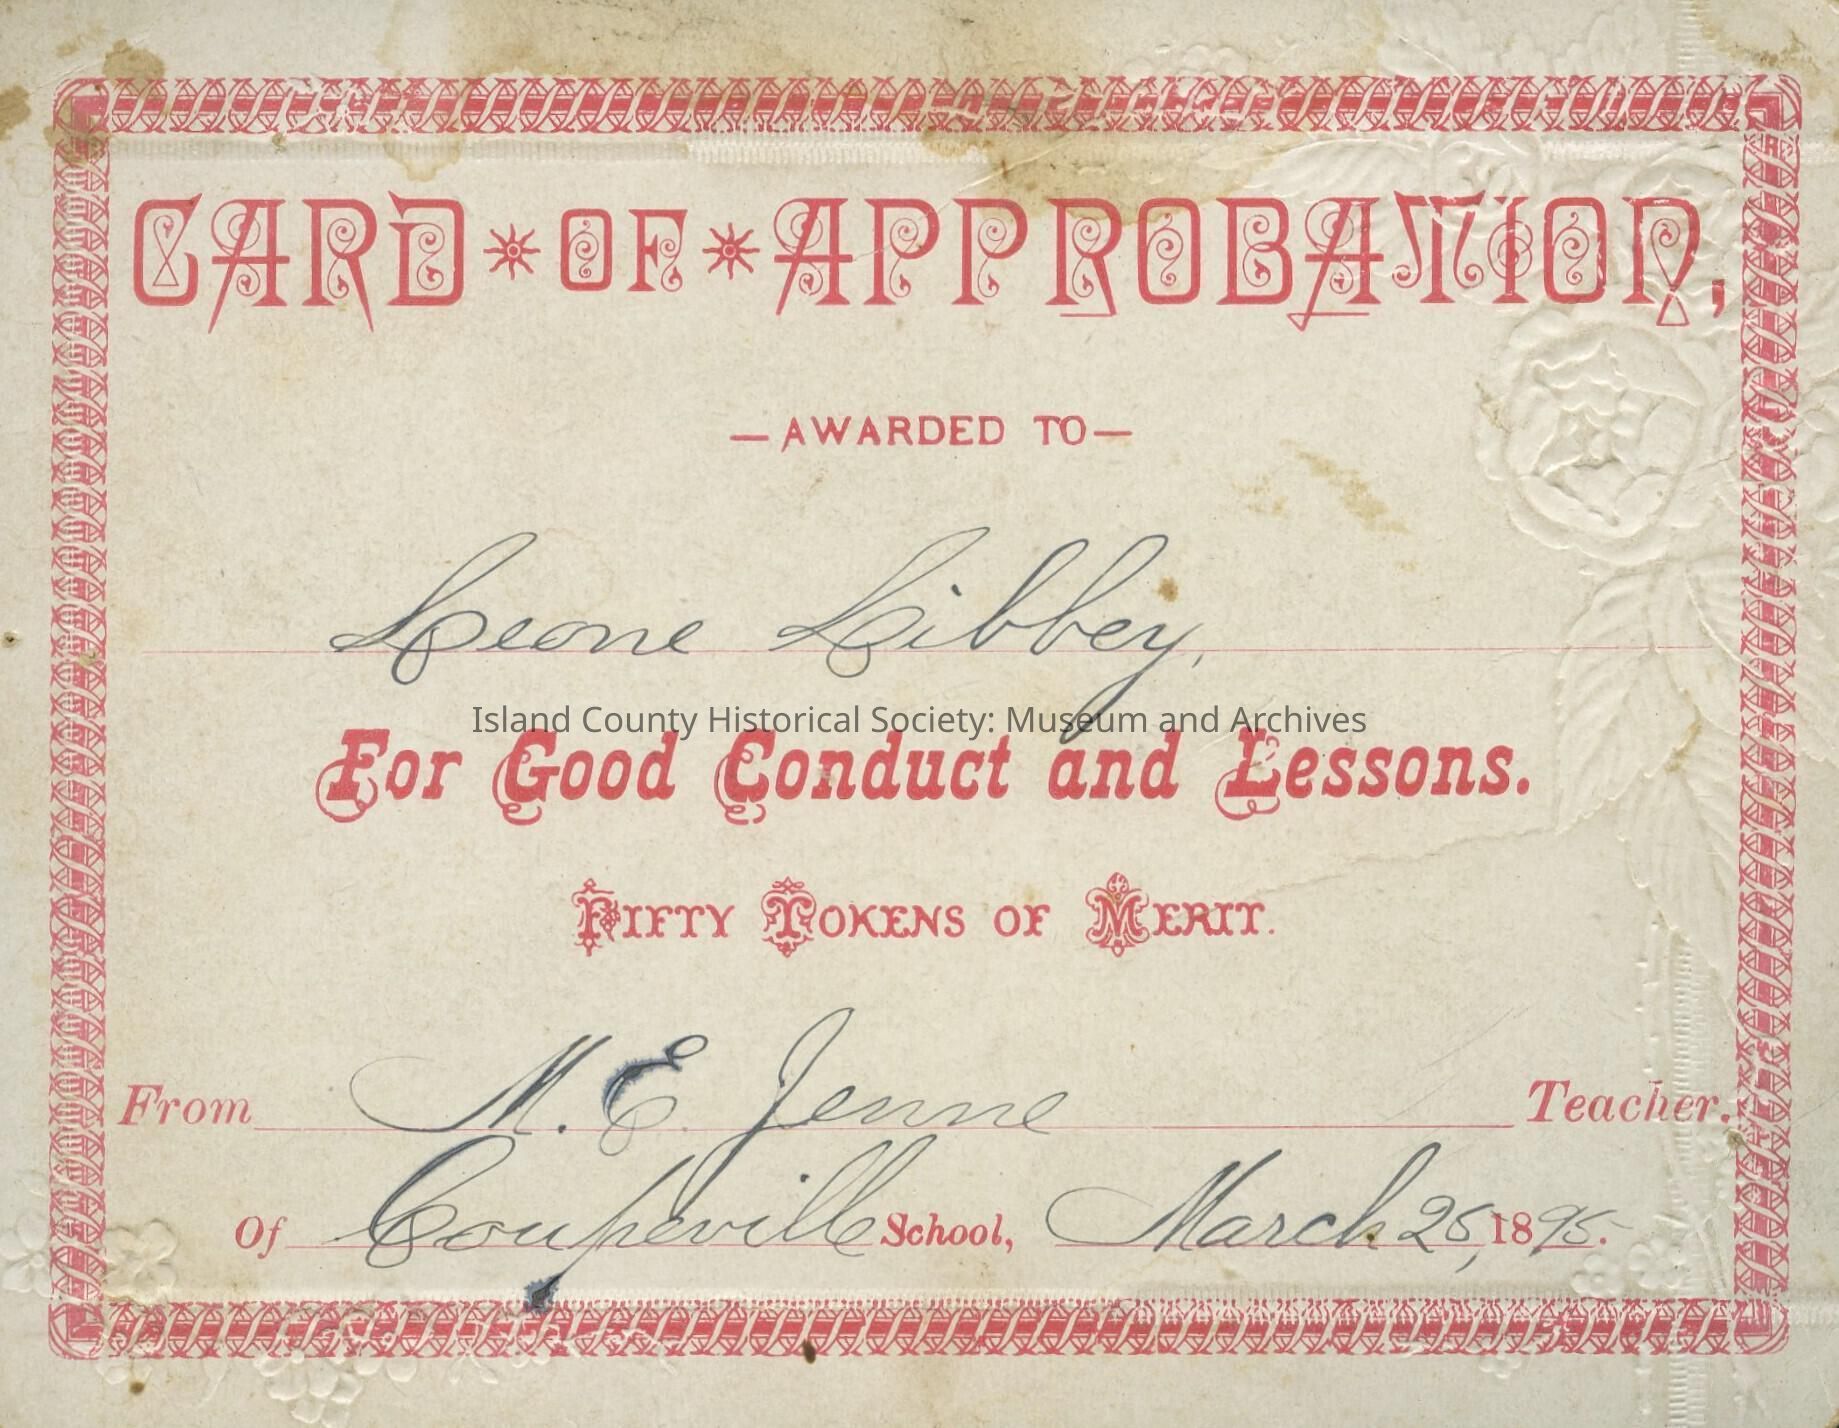 CARD * OF * APPROBATION,
—AWARDED TO—
Leone Libbey,
Island County Historical Society: Museum and Archives
For Good Conduct and Lessons.
FIFTY TOKENS OF MERIT.
From M. E. Jenne Teacher.
Of Coupeville School, March 25, 1895.